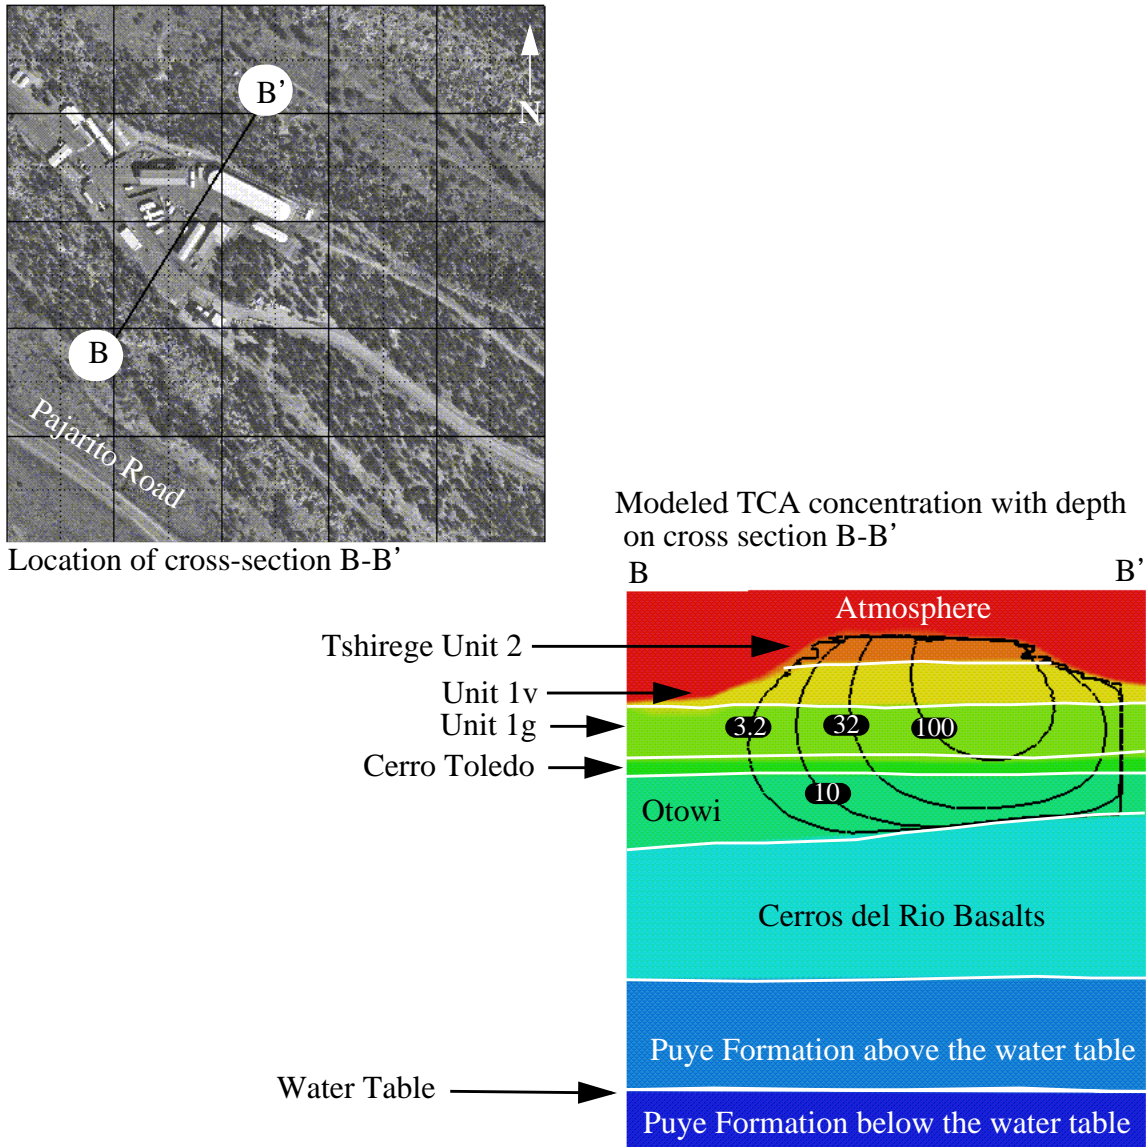 B’
N
B
Pajarito Road
Location of cross-section B-B’
Modeled TCA concentration with depth
on cross section B-B’
B
B’
Atmosphere
Tshirege Unit 2
Unit 1v
Unit 1g
3.2
32
100
Cerro Toledo
10
Otowi
Cerros del Rio Basalts
Puye Formation above the water table
Water Table
Puye Formation below the water table